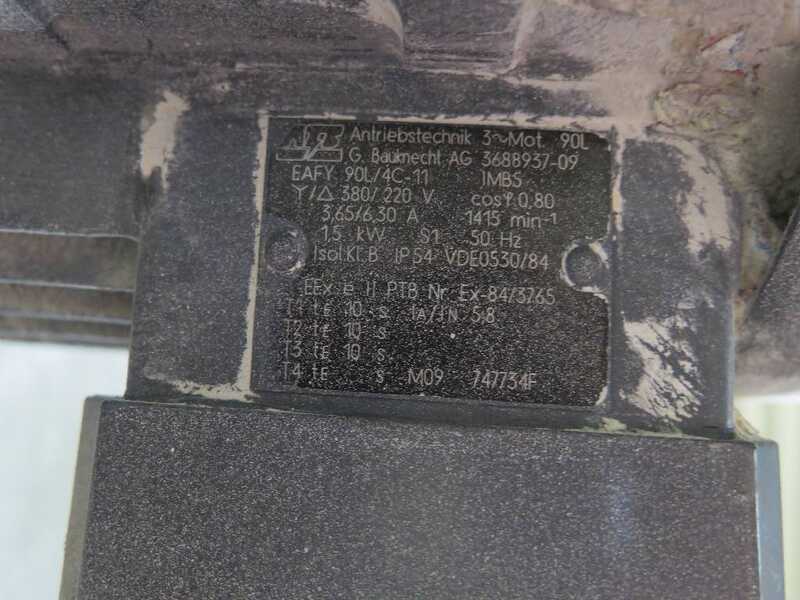 Antriebstechnik 3~Mot. 90L
G. Bauknecht AG 3688937-09
EAFY 90L/4C-11 IMB5
Y/△ 380/220 V cosφ 0,80
3,65/6,30 A 1415 min⁻¹
1,5 kW S1 50 Hz
Isol.Kl.B IP54 VDE0530/84
EEx e II PTB Nr. Ex-84/3765
T1 tE 10 s IA/IN 5,8
T2 tE 10 s
T3 tE 10 s
T4 tE s M09 747734F